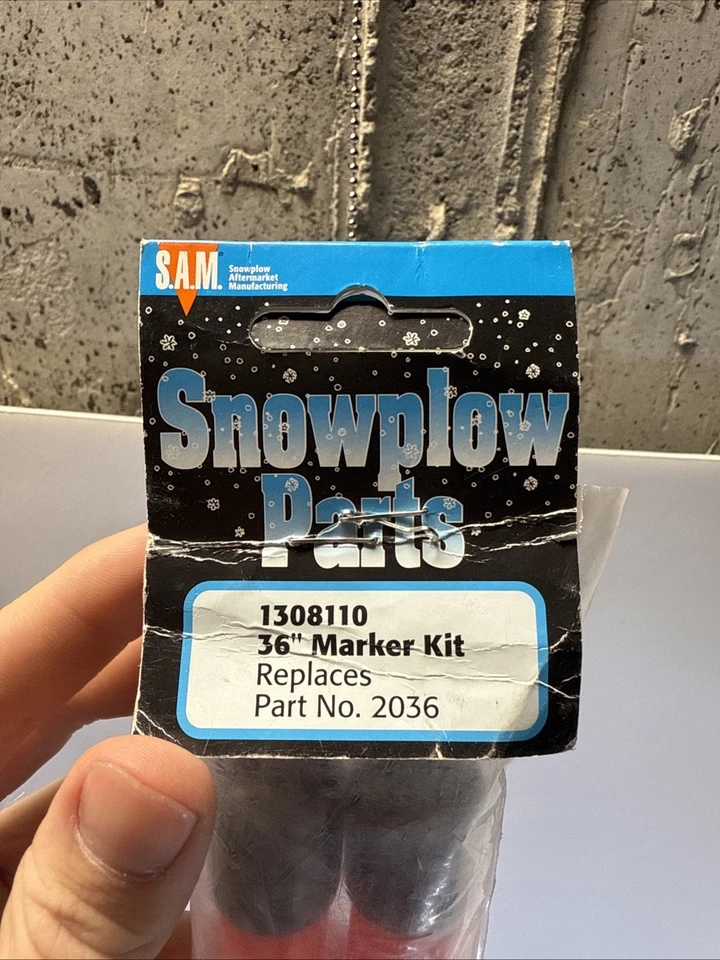 S.A.M.
Snowplow
Aftermarket
Manufacturing
Snowplow
Parts
1308110
36" Marker Kit
Replaces
Part No. 2036